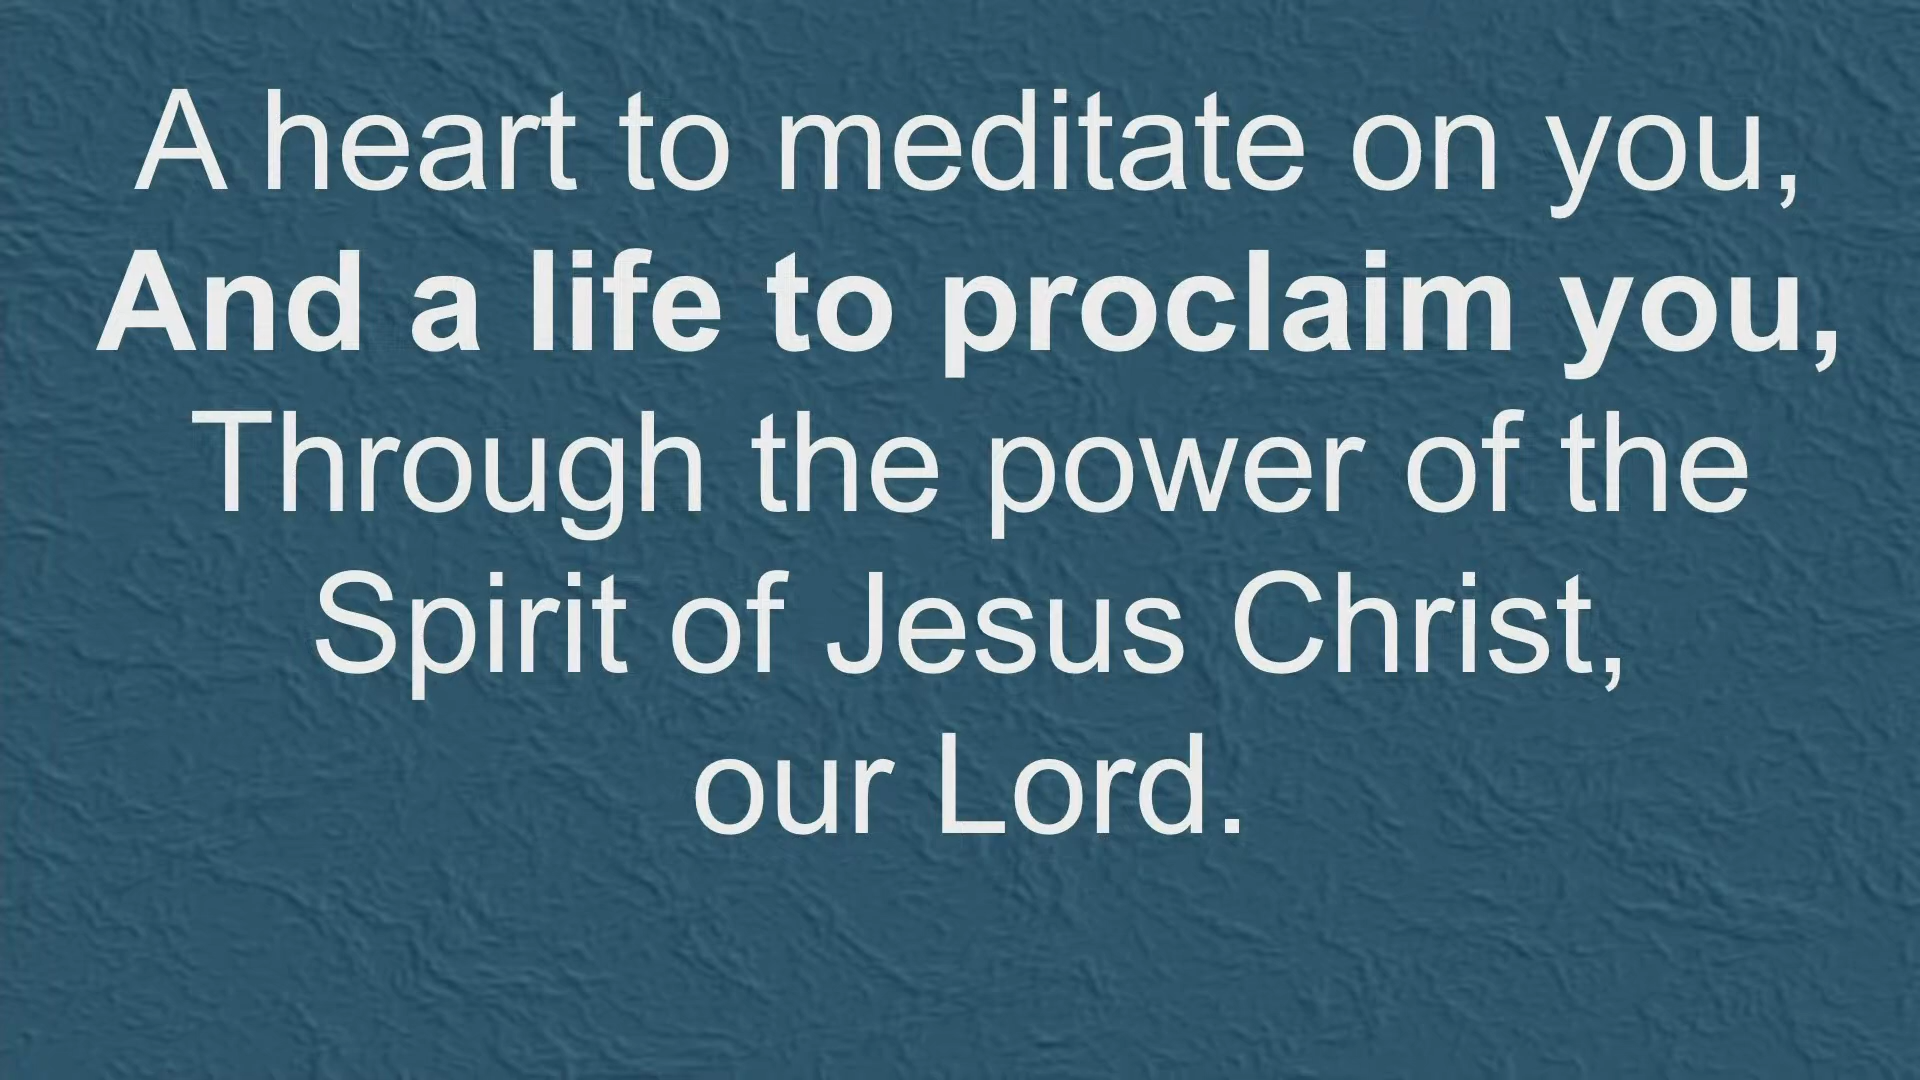 A heart to meditate on you,
And a life to proclaim you,
Through the power of the
Spirit of Jesus Christ,
our Lord.